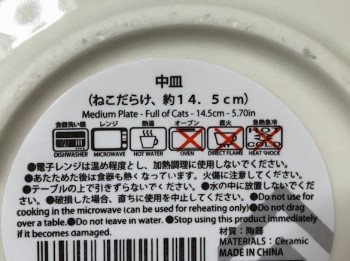 中皿
(ねこだらけ、約14.5cm)
Medium Plate - Full of Cats - 14.5cm - 5.70in
食器洗い機 レンジ 熱湯 オーブン 直火 急熱急冷
HOT COLD
DISHWASHER MICROWAVE HOT WATER OVEN DIRECT FLAME HEAT SHOCK
●電子レンジは温め程度とし、加熱調理に使用しないでください。
●あたためた後は食器も熱くなっています。火傷に注意してください。
●テーブルの上で引きずらないでください。●水の中に放置しないでくだ
さい。●破損した場合、直ちに使用を中止してください。●Do not use for
cooking in the microwave (can be used for reheating only)●Do not drag
over a table.●Do not leave in water.●Stop using this product immediately
if it becomes damaged.
材質：陶器
MATERIALS：Ceramic
MADE IN CHINA